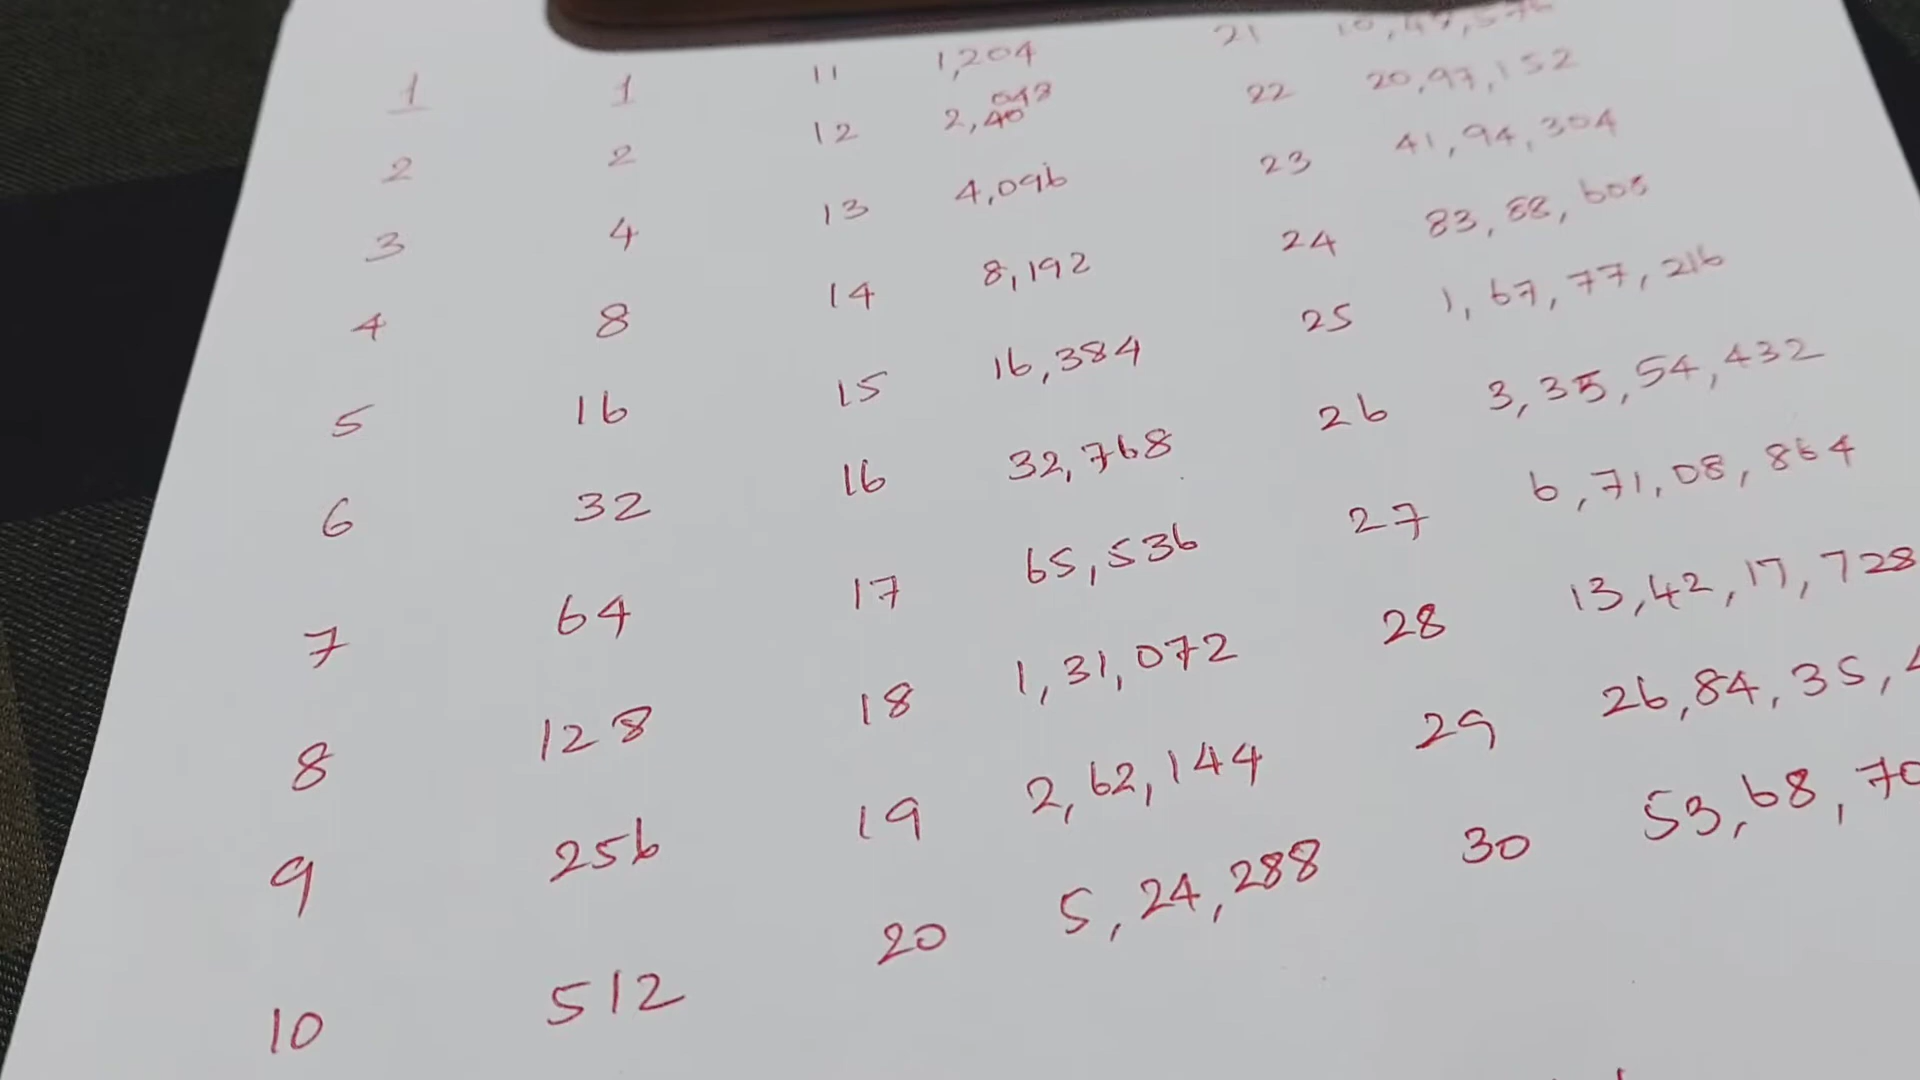 1 1 11 1,204 21
2 2 12 2,40 048 22 20,97,152
3 4 13 4,096 23 41,94,304
4 8 14 8,192 24 83,88,608
5 16 15 16,384 25 1,67,77,216
6 32 16 32,768 26 3,35,54,432
7 64 17 65,536 27 6,71,08,864
8 128 18 1,31,072 28 13,42,17,728
9 256 19 2,62,144 29 26,84,35,4
10 512 20 5,24,288 30 53,68,70